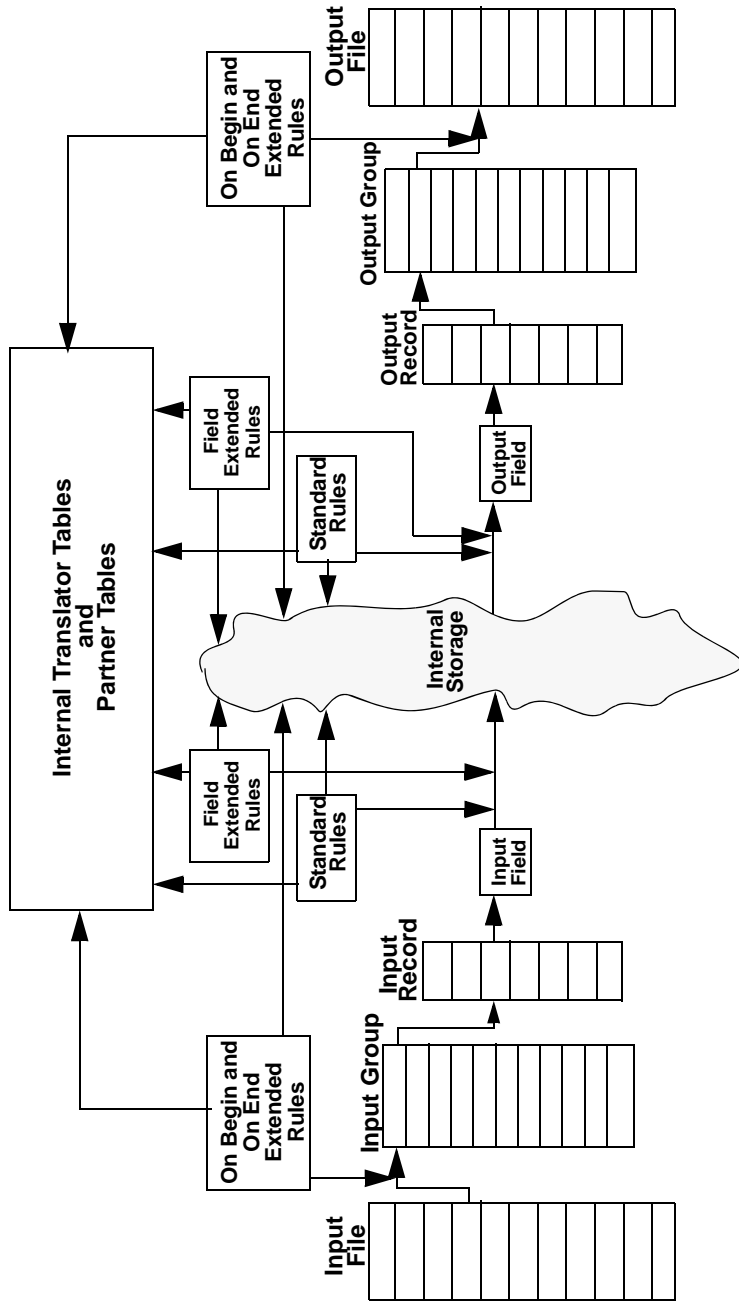 Internal Translator Tables
and
Partner Tables
On Begin and
On End
Extended
Rules
Field
Extended
Rules
Standard
Rules
Field
Extended
Rules
Standard
Rules
On Begin and
On End
Extended
Rules
Input
File
Input Group
Input
Record
Input
Field
Internal
Storage
Output
Field
Output
Record
Output Group
Output
File